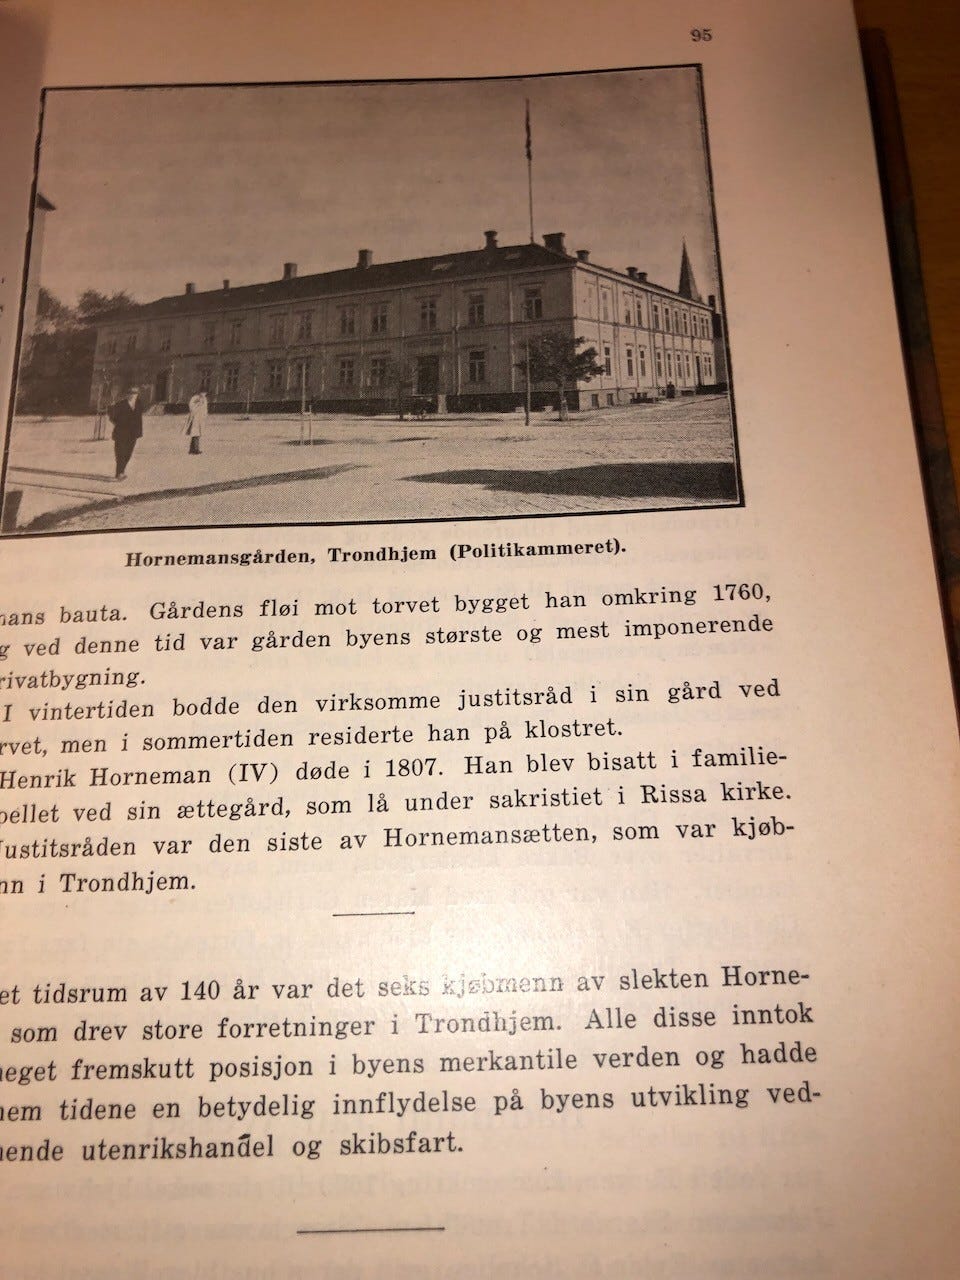 95
Hornemansgården, Trondhjem (Politikammeret).
bauta. Gårdens fløi mot torvet bygget han omkring 1760,
ved denne tid var gården byens største og mest imponerende
rivatbygning.
I vintertiden bodde den virksomme justitsråd i sin gård ved
rvet, men i sommertiden residerte han på klostret.
Henrik Horneman (IV) døde i 1807. Han blev bisatt i familie-
pellet ved sin ættegård, som lå under sakristiet i Rissa kirke.
Justitsråden var den siste av Hornemansætten, som var kjøb-
nn i Trondhjem.
et tidsrum av 140 år var det seks kjøbmenn av slekten Horne-
som drev store forretninger i Trondhjem. Alle disse inntok
eget fremskutt posisjon i byens merkantile verden og hadde
em tidene en betydelig innflydelse på byens utvikling ved-
ende utenrikshandel og skibsfart.